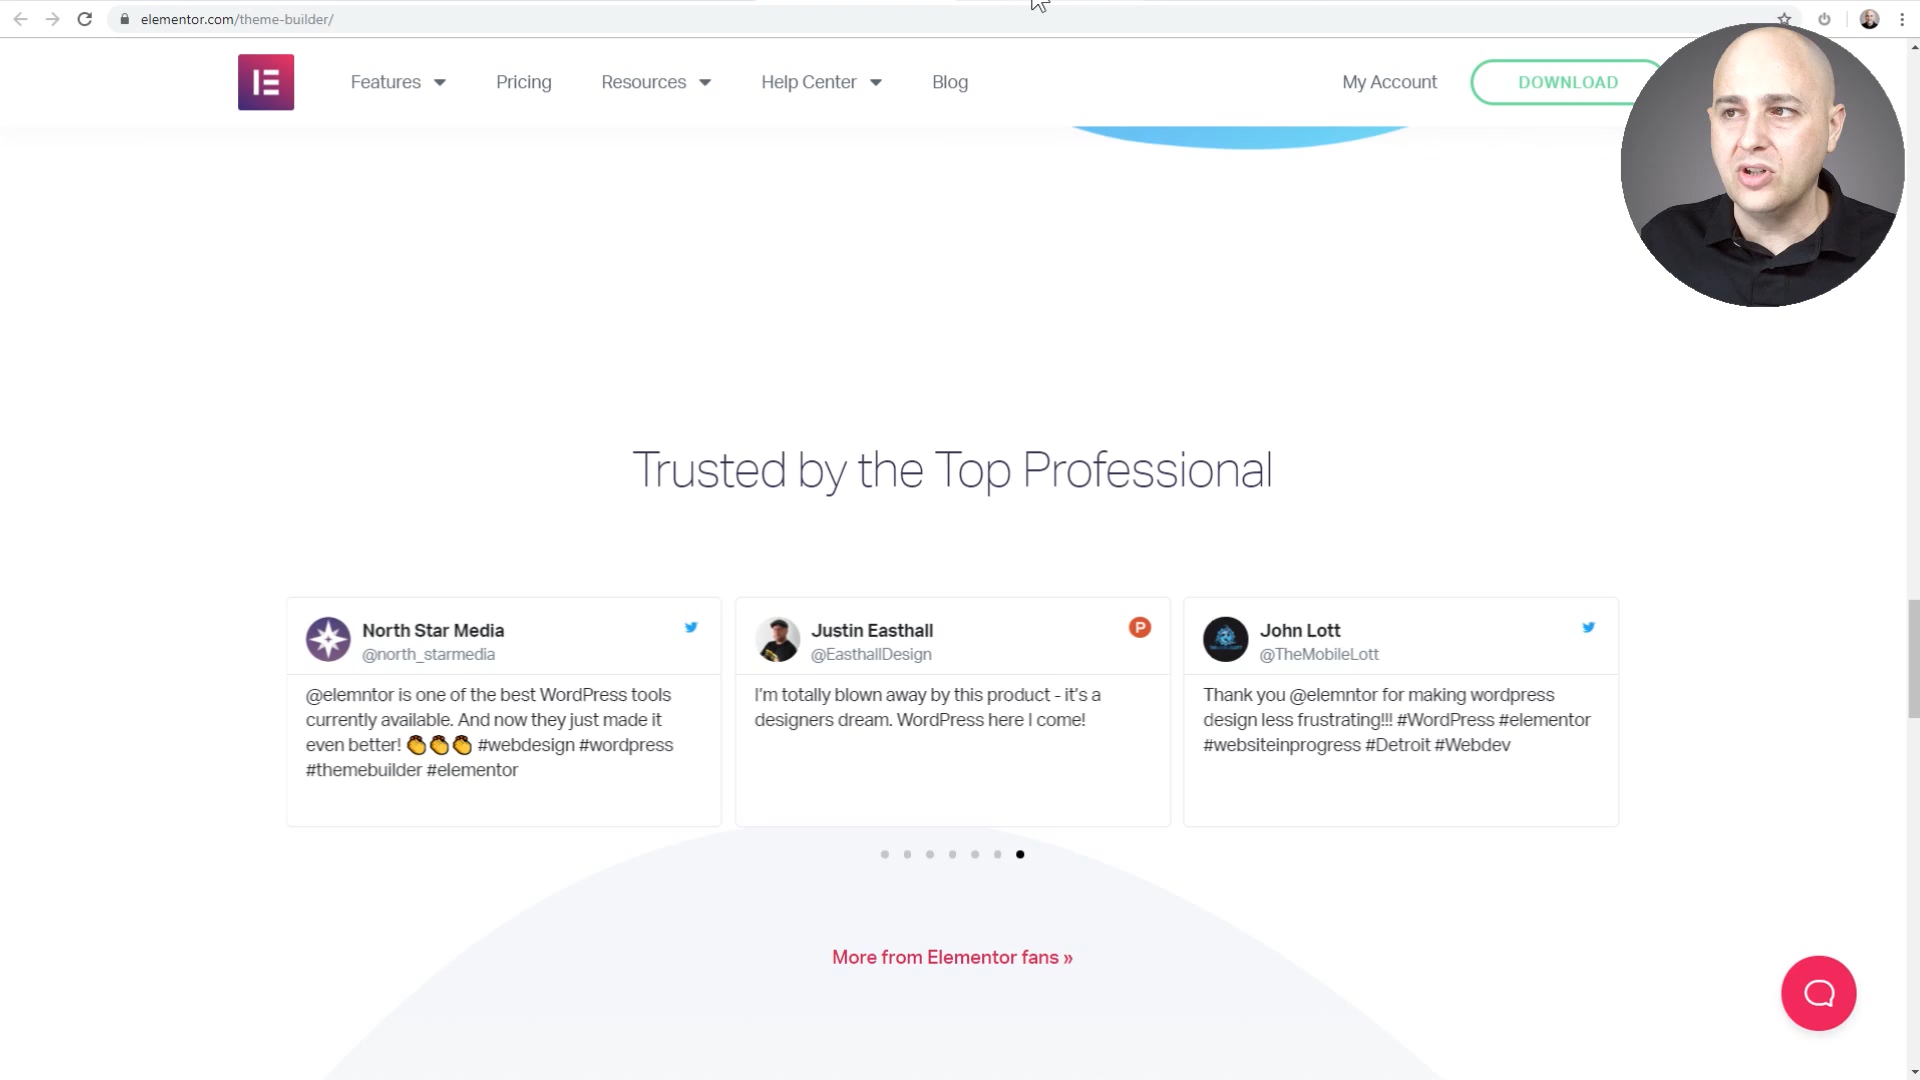 elementor.com/theme-builder/
Features
Pricing
Resources
Help Center
Blog
My Account
DOWNLOAD
Trusted by the Top Professional
North Star Media
@north_starmedia
@elemntor is one of the best WordPress tools
currently available. And now they just made it
even better! 👏👏👏 #webdesign #wordpress
#themebuilder #elementor
Justin Easthall
@EasthallDesign
P
I'm totally blown away by this product - it's a
designers dream. WordPress here I come!
John Lott
@TheMobileLott
Thank you @elemntor for making wordpress
design less frustrating!!! #WordPress #elementor
#websiteinprogress #Detroit #Webdev
More from Elementor fans »